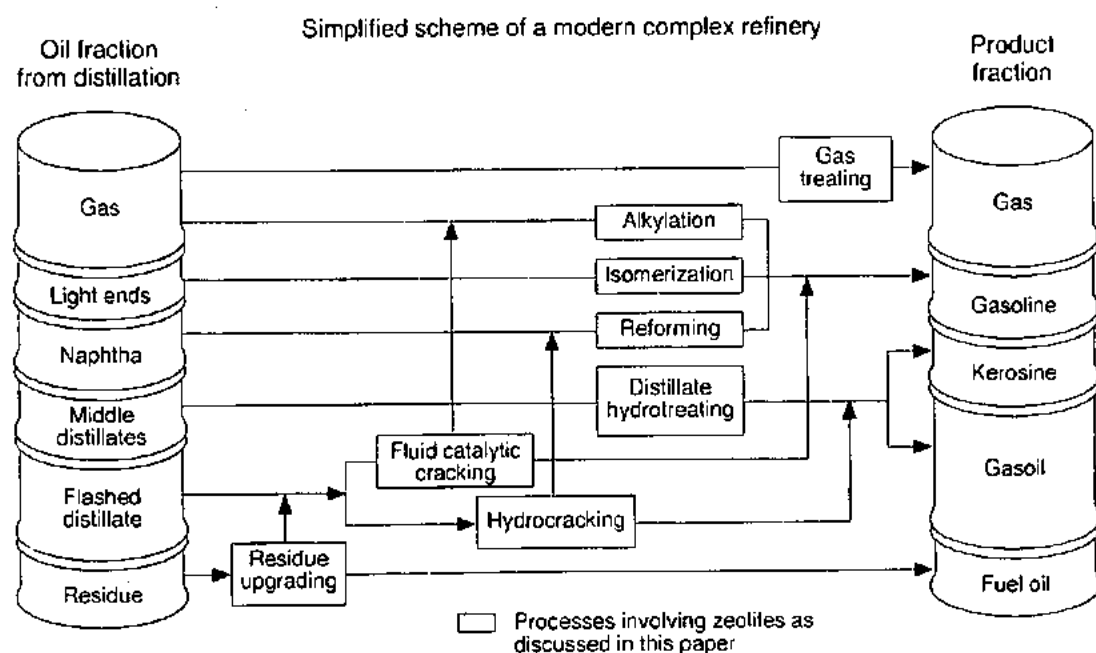 Simplified scheme of a modern complex refinery
Oil fraction
from distillation
Product
fraction
Gas
Light ends
Naphtha
Middle
distillates
Flashed
distillate
Residue
Gas
treating
Alkylation
Isomerization
Reforming
Distillate
hydrotreating
Fluid catalytic
cracking
Hydrocracking
Residue
upgrading
Gas
Gasoline
Kerosine
Gasoil
Fuel oil
Processes involving zeolites as
discussed in this paper